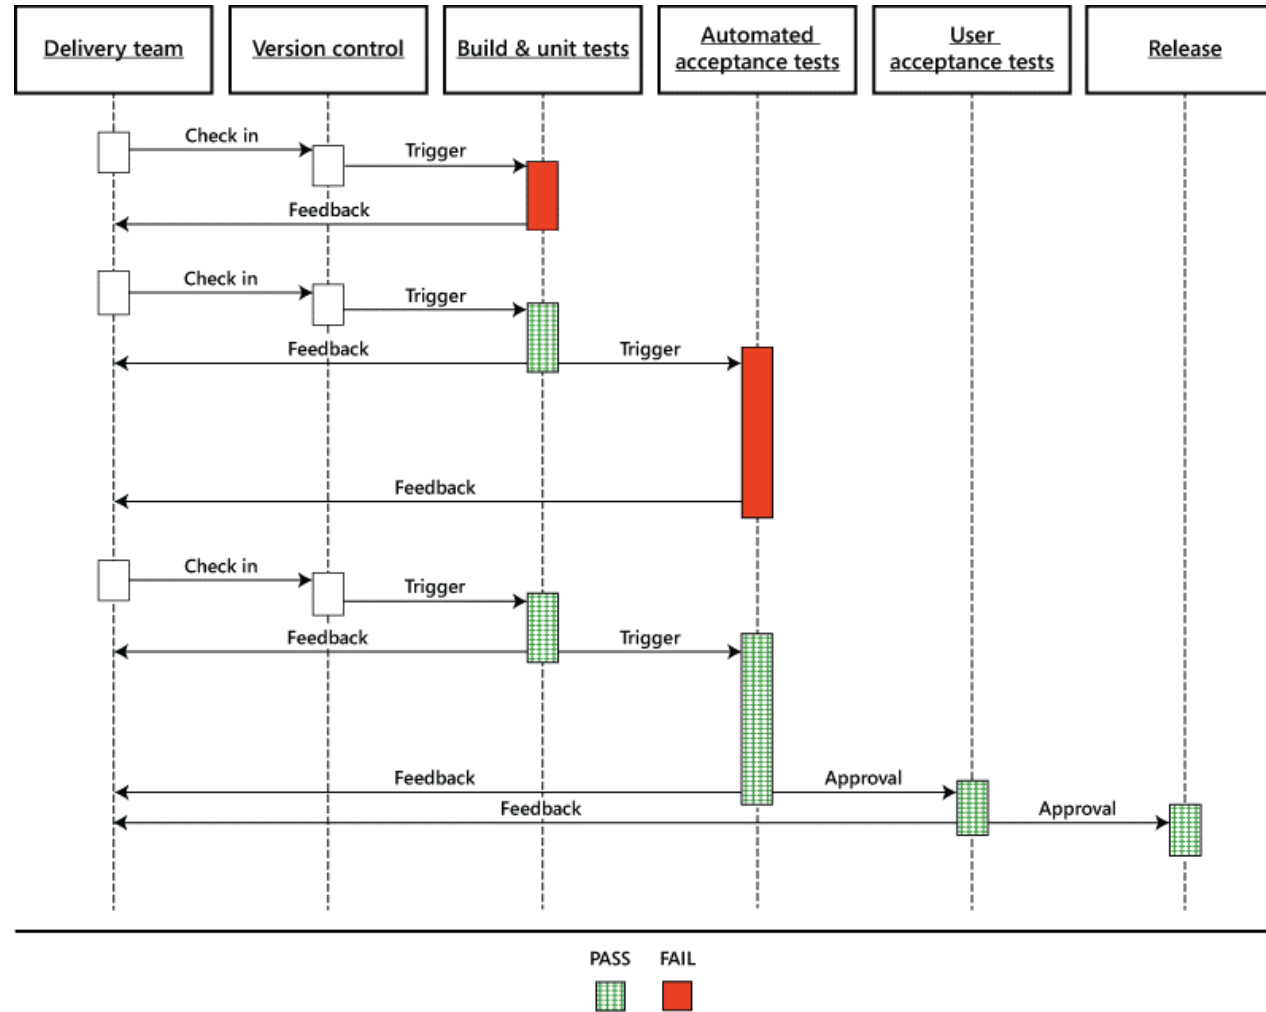 Delivery team
Version control
Build & unit tests
Automated
acceptance tests
User
acceptance tests
Release
Check in
Trigger
Feedback
Check in
Trigger
Feedback
Trigger
Feedback
Check in
Trigger
Feedback
Trigger
Feedback
Approval
Feedback
Approval
PASS
FAIL